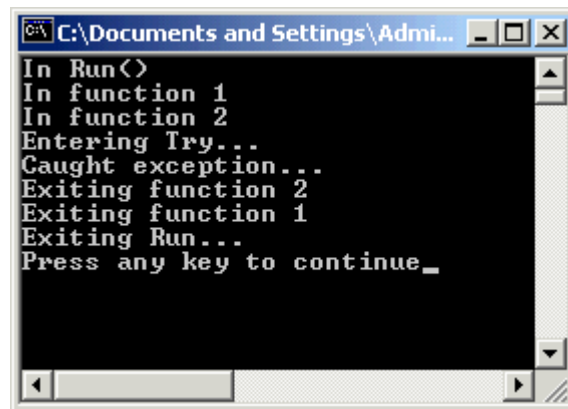 C:\Documents and Settings\Admi...
In Run()
In function 1
In function 2
Entering Try...
Caught exception...
Exiting function 2
Exiting function 1
Exiting Run...
Press any key to continue_